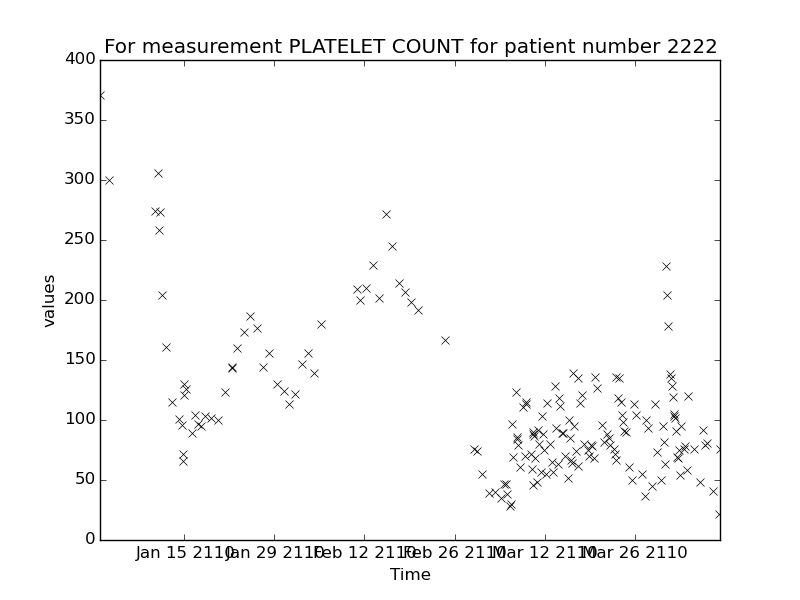 For measurement PLATELET COUNT for patient number 2222
400
350
300
250
200
150
100
50
0
values
Jan 15 2110 Jan 29 2110 Feb 12 2110 Feb 26 2110 Mar 12 2110 Mar 26 2110
Time